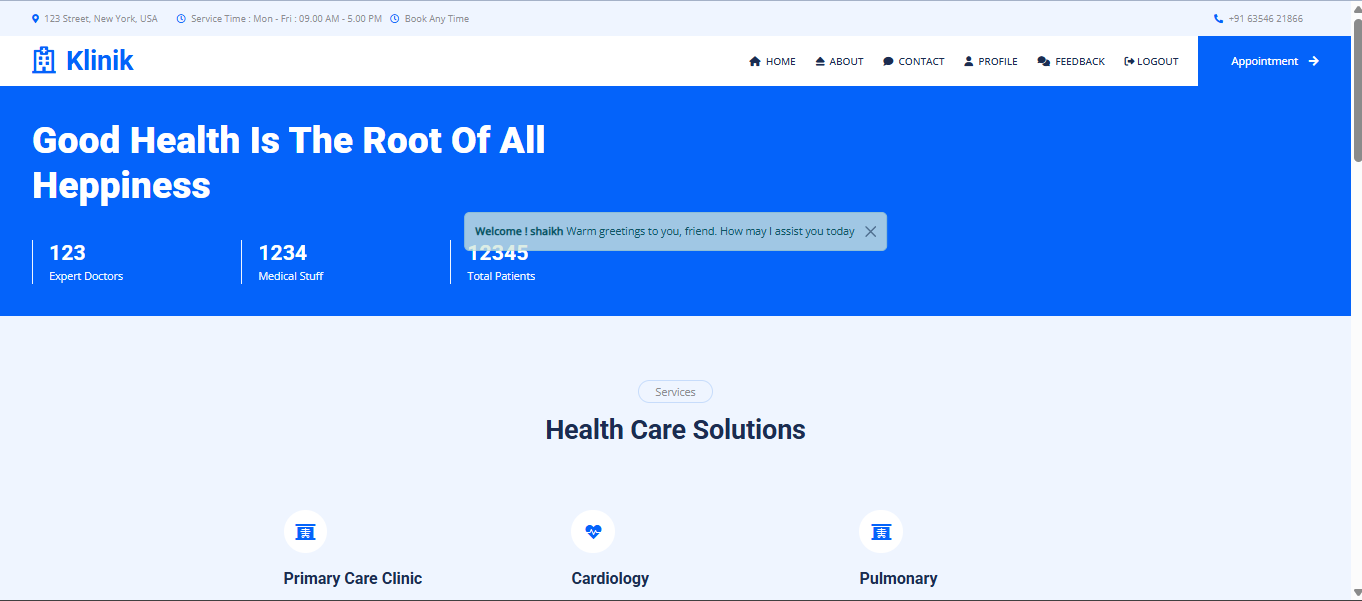 123 Street, New York, USA Service Time : Mon - Fri : 09.00 AM - 5.00 PM Book Any Time +91 63546 21866
Klinik HOME ABOUT CONTACT PROFILE FEEDBACK LOGOUT Appointment
Good Health Is The Root Of All
Heppiness
Welcome ! shaikh Warm greetings to you, friend. How may I assist you today
123 1234 12345
Expert Doctors Medical Stuff Total Patients
Services
Health Care Solutions
Primary Care Clinic Cardiology Pulmonary